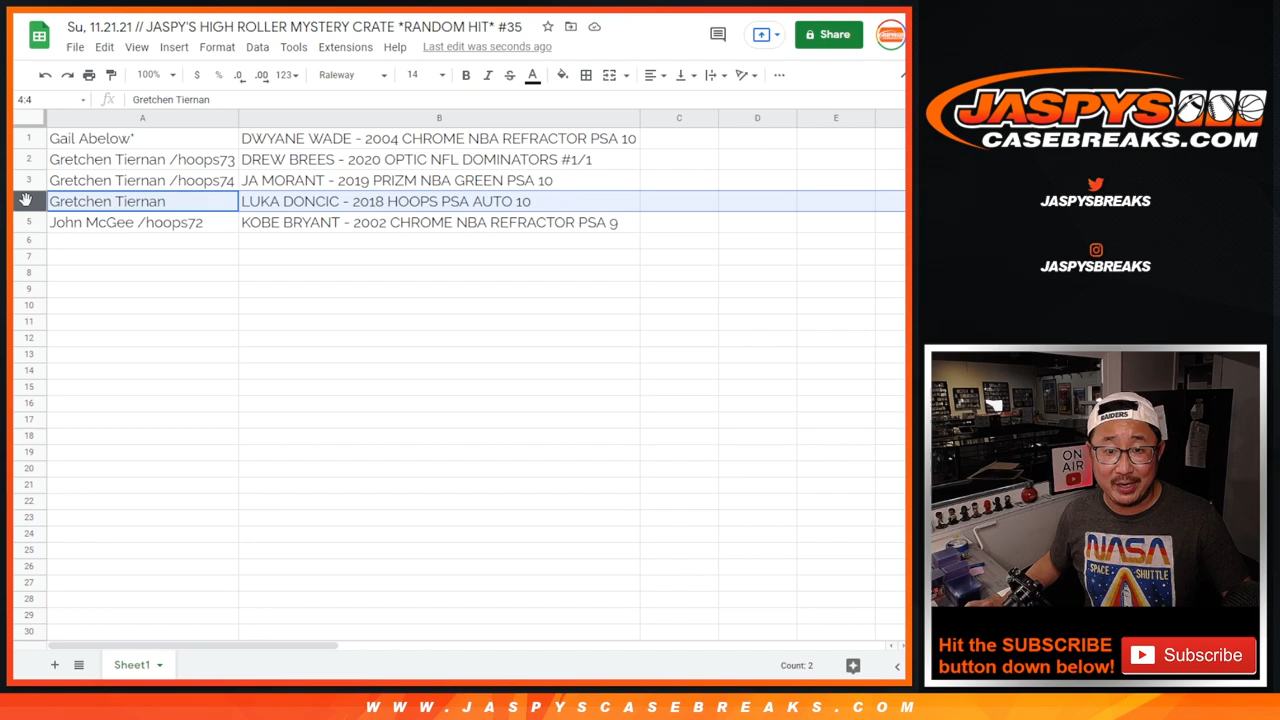 Su, 11.21.21 // JASPY'S HIGH ROLLER MYSTERY CRATE *RANDOM HIT* #35
File Edit View Insert Format Data Tools Extensions Help Last edit was seconds ago
Share
100% $ % .0 .00 123 Raleway 14 B I S A
4:4 fx Gretchen Tiernan
A B C D E
1 Gail Abelow* DWYANE WADE - 2004 CHROME NBA REFRACTOR PSA 10
2 Gretchen Tiernan /hoops73 DREW BREES - 2020 OPTIC NFL DOMINATORS #1/1
3 Gretchen Tiernan /hoops74 JA MORANT - 2019 PRIZM NBA GREEN PSA 10
Gretchen Tiernan LUKA DONCIC - 2018 HOOPS PSA AUTO 10
5 John McGee /hoops72 KOBE BRYANT - 2002 CHROME NBA REFRACTOR PSA 9
6
7
8
9
10
11
12
13
14
15
16
17
18
19
20
21
22
23
24
25
26
27
28
29
30
Sheet1
Count: 2
JASPYS
CASEBREAKS.COM
JASPYSBREAKS
JASPYSBREAKS
RAIDERS
ON AIR
NASA
SPACE SHUTTLE
Hit the SUBSCRIBE
button down below!
Subscribe
WWW.JASPYSCASEBREAKS.COM